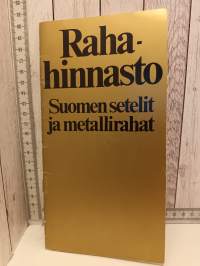 Raha-
hinnasto
Suomen setelit
ja metallirahat